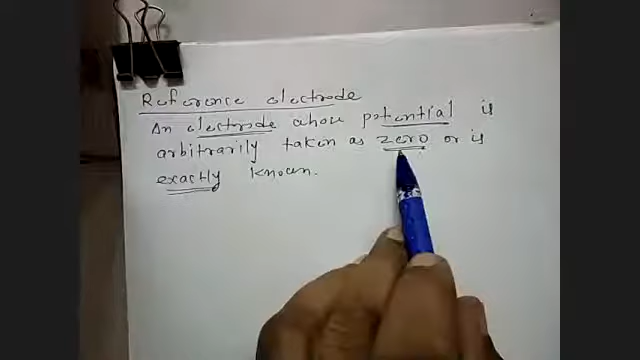 Reference electrode
An electrode whose potential is
arbitrarily taken as zero or is
exactly known.